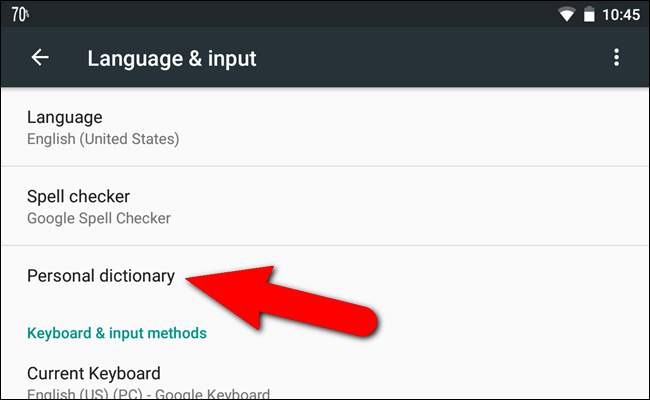 70% 10:45
Language & input
Language
English (United States)
Spell checker
Google Spell Checker
Personal dictionary
Keyboard & input methods
Current Keyboard
English (US) (PC) - Google Keyboard